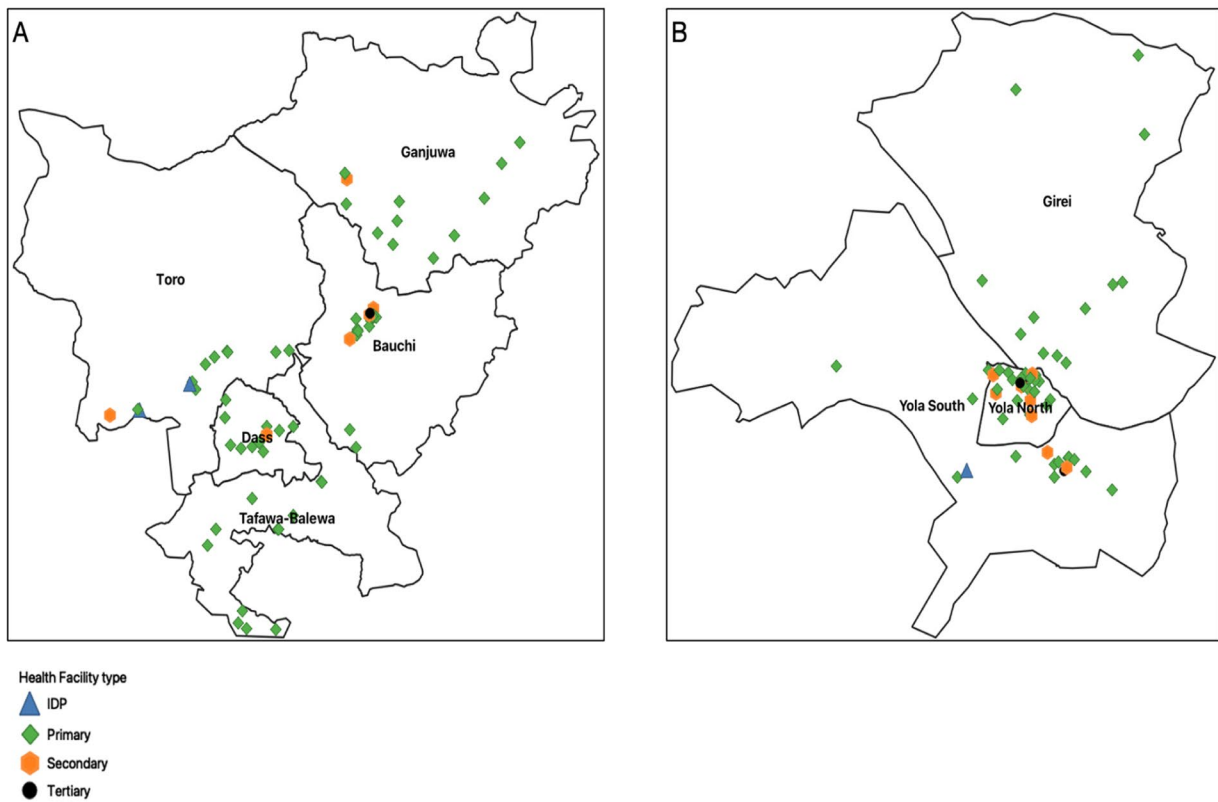 A
B
Ganjuwa
Girei
Toro
Bauchi
Yola South
Yola North
Dass
Tafawa-Balewa
Health Facility type
IDP
Primary
Secondary
Tertiary